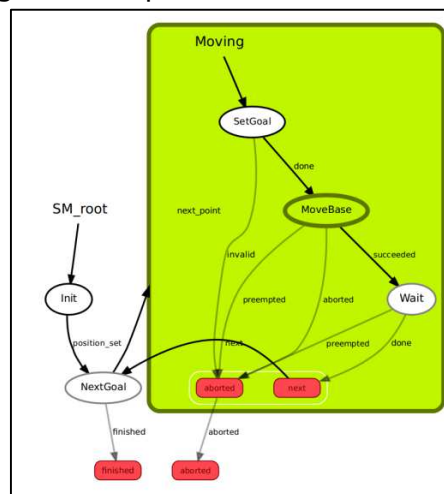 Moving
SetGoal
done
SM_root
next_point
MoveBase
invalid
succeeded
Init
preempted
aborted
Wait
position_set
next
preempted
done
NextGoal
aborted
next
finished
aborted
finished
aborted